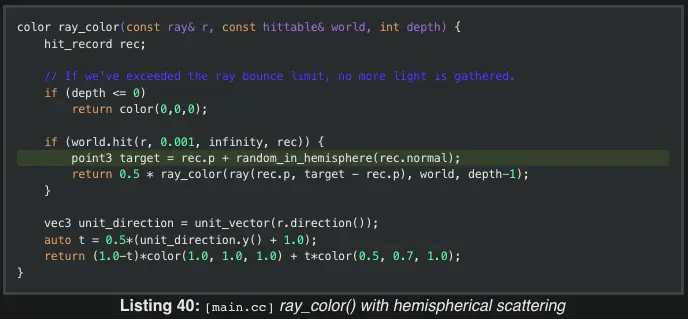 color ray_color(const ray& r, const hittable& world, int depth) {
    hit_record rec;

    // If we've exceeded the ray bounce limit, no more light is gathered.
    if (depth <= 0)
        return color(0,0,0);

    if (world.hit(r, 0.001, infinity, rec)) {
        point3 target = rec.p + random_in_hemisphere(rec.normal);
        return 0.5 * ray_color(ray(rec.p, target - rec.p), world, depth-1);
    }

    vec3 unit_direction = unit_vector(r.direction());
    auto t = 0.5*(unit_direction.y() + 1.0);
    return (1.0-t)*color(1.0, 1.0, 1.0) + t*color(0.5, 0.7, 1.0);
}
Listing 40: [main.cc] ray_color() with hemispherical scattering